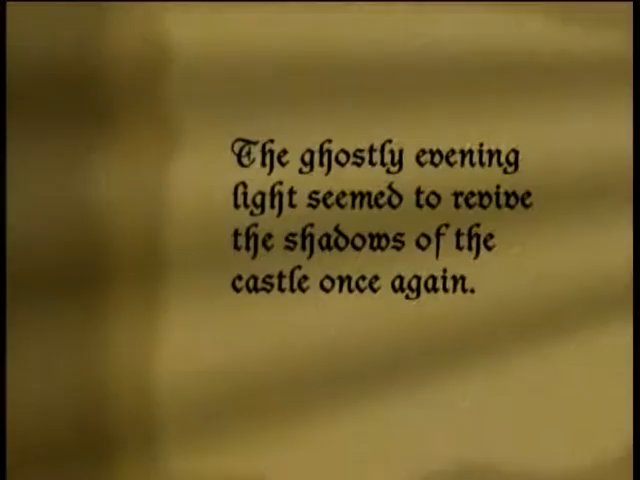 The ghostly evening
light seemed to revive
the shadows of the
castle once again.